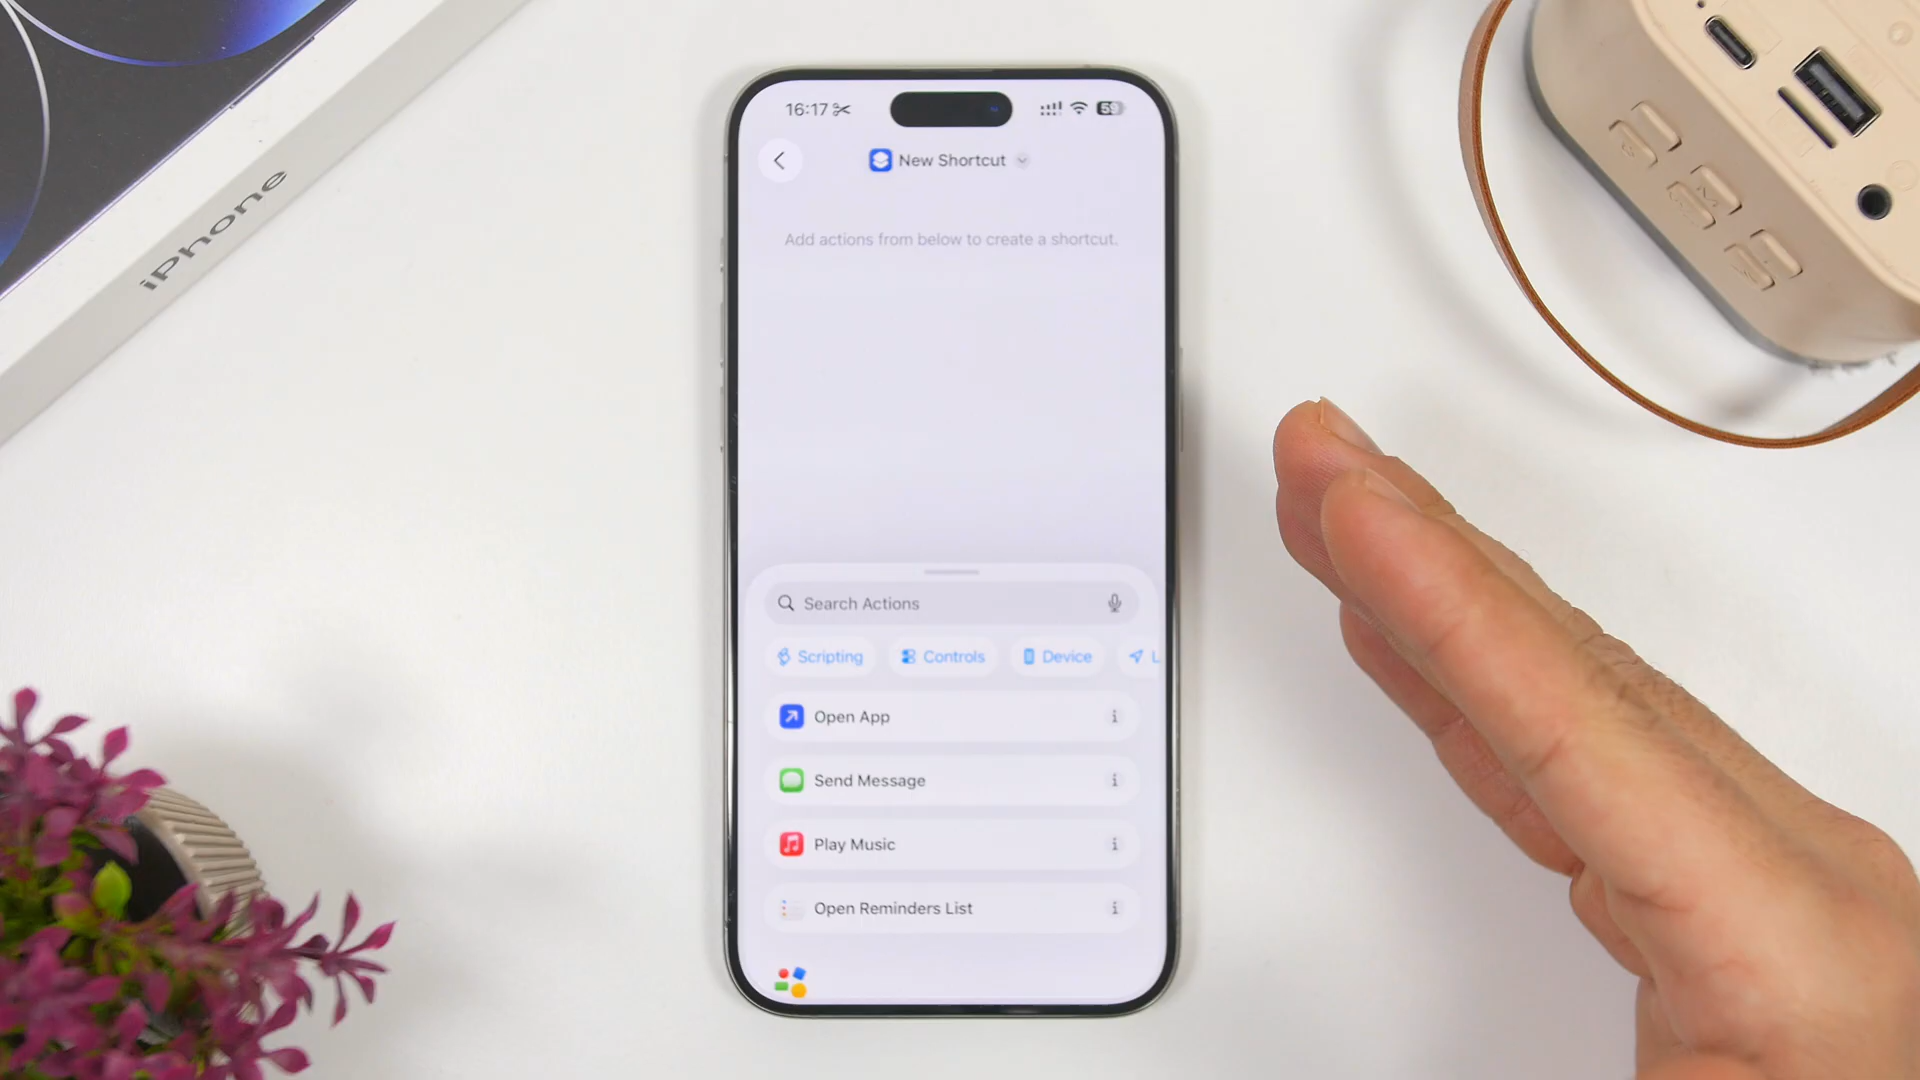 iPhone
16:17
59
New Shortcut
Add actions from below to create a shortcut.
Search Actions
Scripting
Controls
Device
L
Open App
i
Send Message
i
Play Music
i
Open Reminders List
i
M